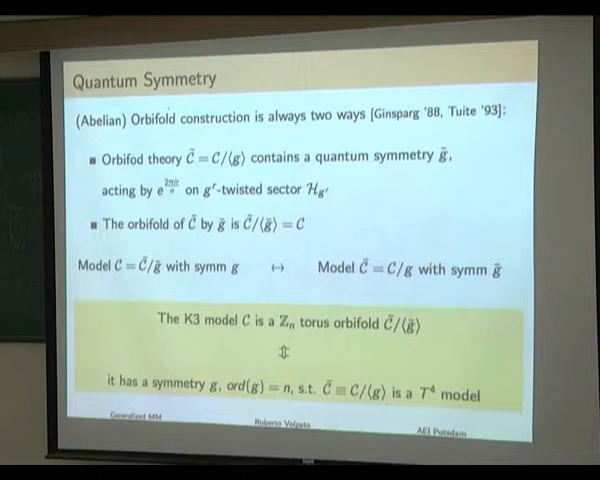 Quantum Symmetry
(Abelian) Orbifold construction is always two ways [Ginsparg '88, Tuite '93]:
Orbifod theory C̃ = C/⟨g⟩ contains a quantum symmetry g̃,
acting by e^{2πir/n} on g^r-twisted sector H_{g^r}
The orbifold of C̃ by g̃ is C̃/⟨g̃⟩ = C
Model C = C̃/g̃ with symm g ↔ Model C̃ = C/g with symm g̃
The K3 model C is a Z_n torus orbifold C̃/⟨g̃⟩
⇕
it has a symmetry g, ord(g) = n, s.t. C̃ ≡ C/⟨g⟩ is a T^4 model
Generalised MM Roberto Volpato AEI Potsdam